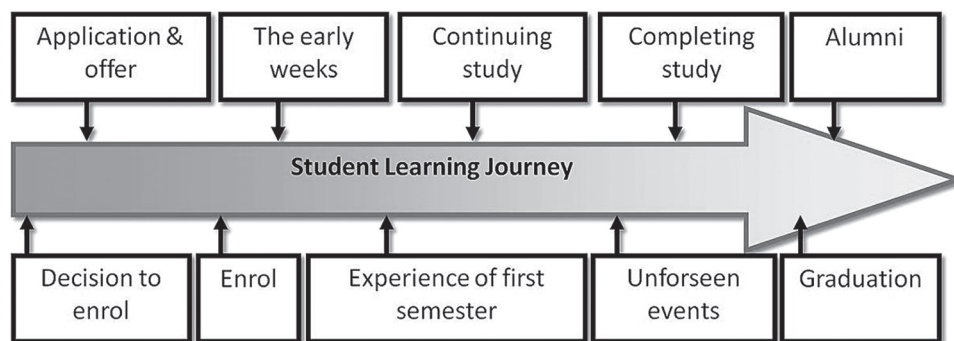 Application &
offer
The early
weeks
Continuing
study
Completing
study
Alumni
Student Learning Journey
Decision to
enrol
Enrol
Experience of first
semester
Unforseen
events
Graduation